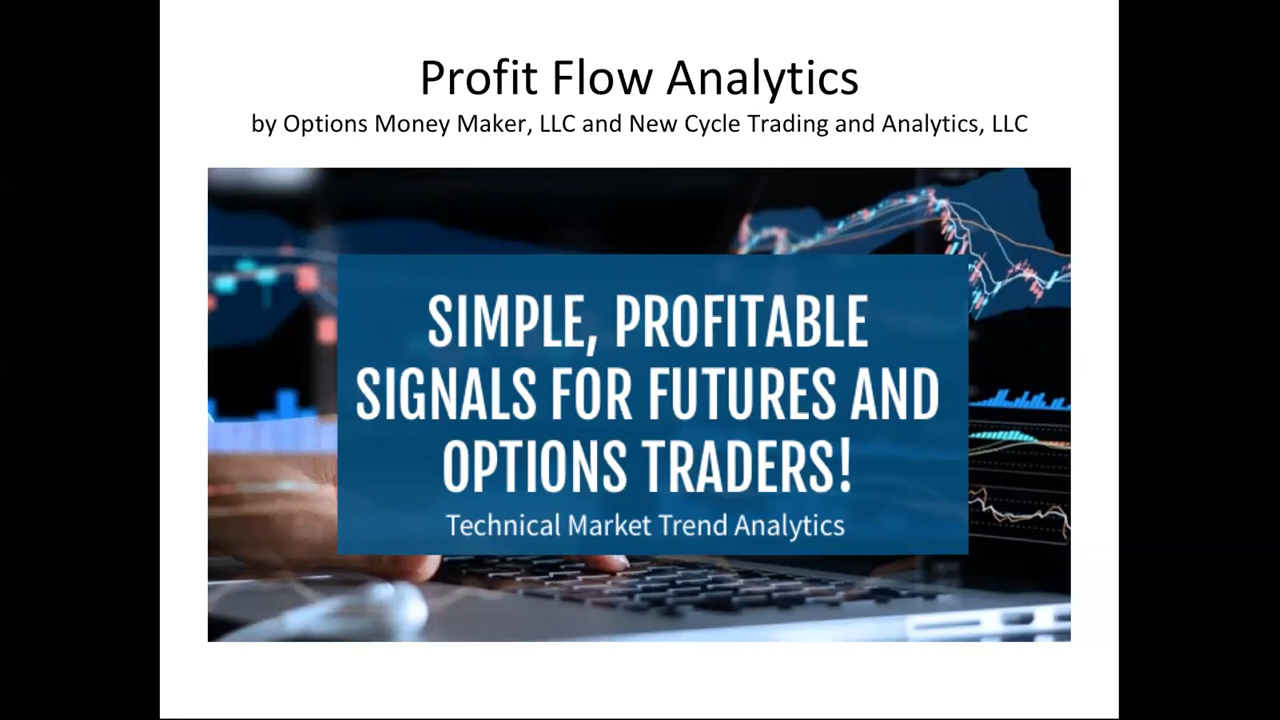 Profit Flow Analytics
by Options Money Maker, LLC and New Cycle Trading and Analytics, LLC
SIMPLE, PROFITABLE
SIGNALS FOR FUTURES AND
OPTIONS TRADERS!
Technical Market Trend Analytics